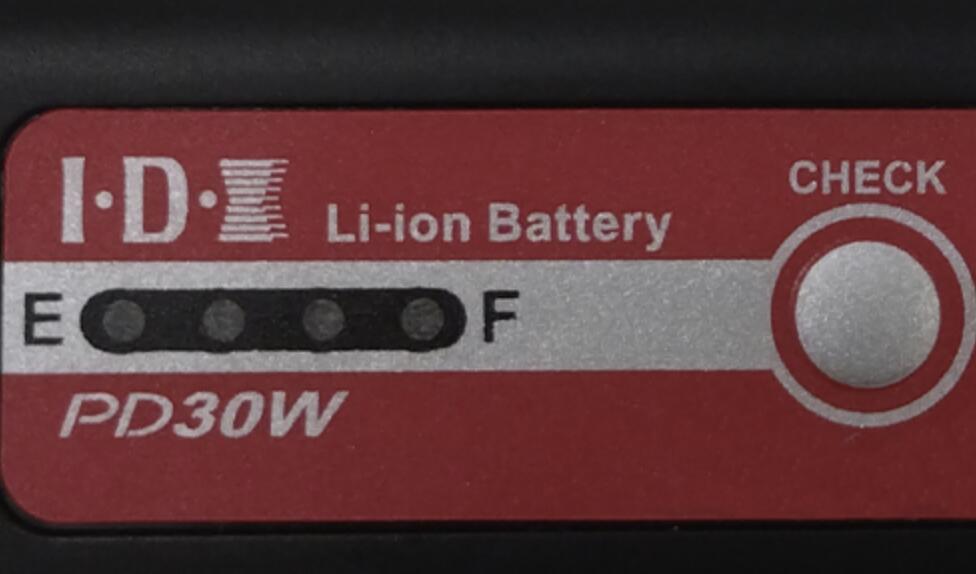 I·D·X
Li-ion Battery
CHECK
E F
PD30W